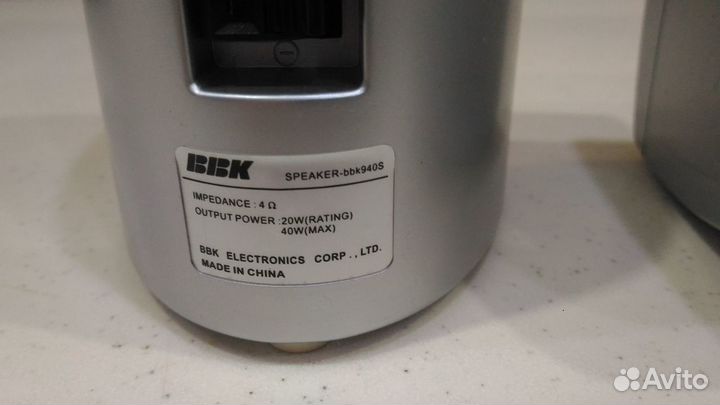 BBK SPEAKER-bbk940S
IMPEDANCE : 4 Ω
OUTPUT POWER :20W(RATING)
40W(MAX)
BBK ELECTRONICS CORP.,LTD.
MADE IN CHINA
Avito